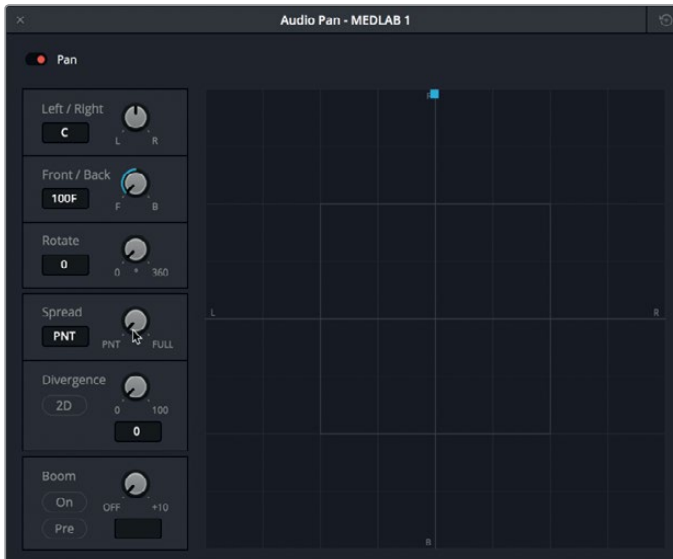 Audio Pan - MEDLAB 1
Pan
Left / Right
C
L R
Front / Back
100F
F B
Rotate
0
0 ° 360
Spread
PNT
PNT FULL
Divergence
2D
0 100
0
Boom
On
OFF +10
Pre
F
L
R
B